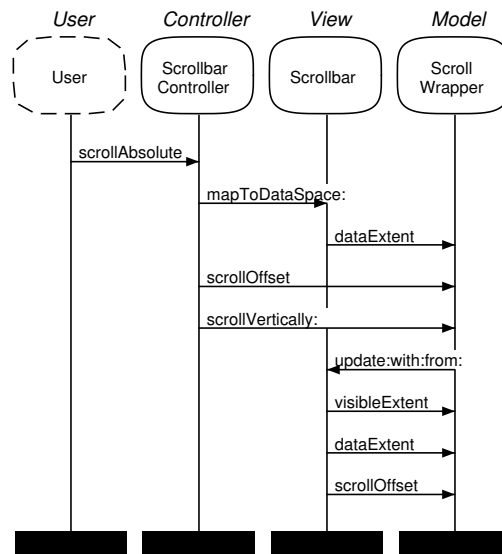 User Controller View Model
User
Scrollbar
Controller
Scrollbar
Scroll
Wrapper
scrollAbsolute
mapToDataSpace:
dataExtent
scrollOffset
scrollVertically:
update:with:from:
visibleExtent
dataExtent
scrollOffset